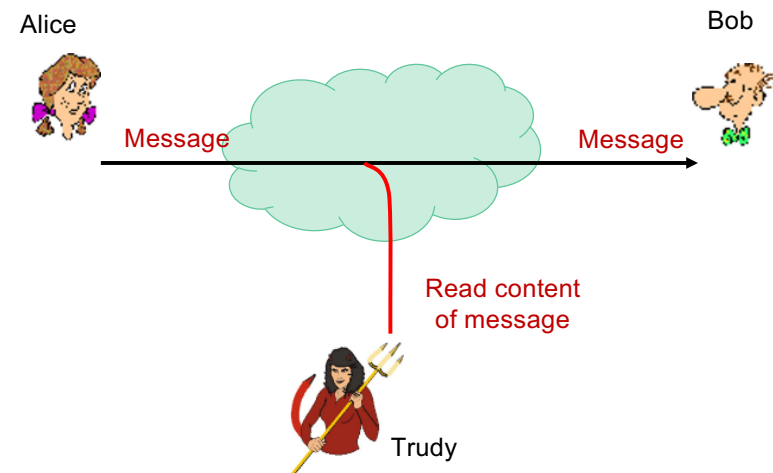 Alice
Bob
Message
Message
Read content
of message
Trudy